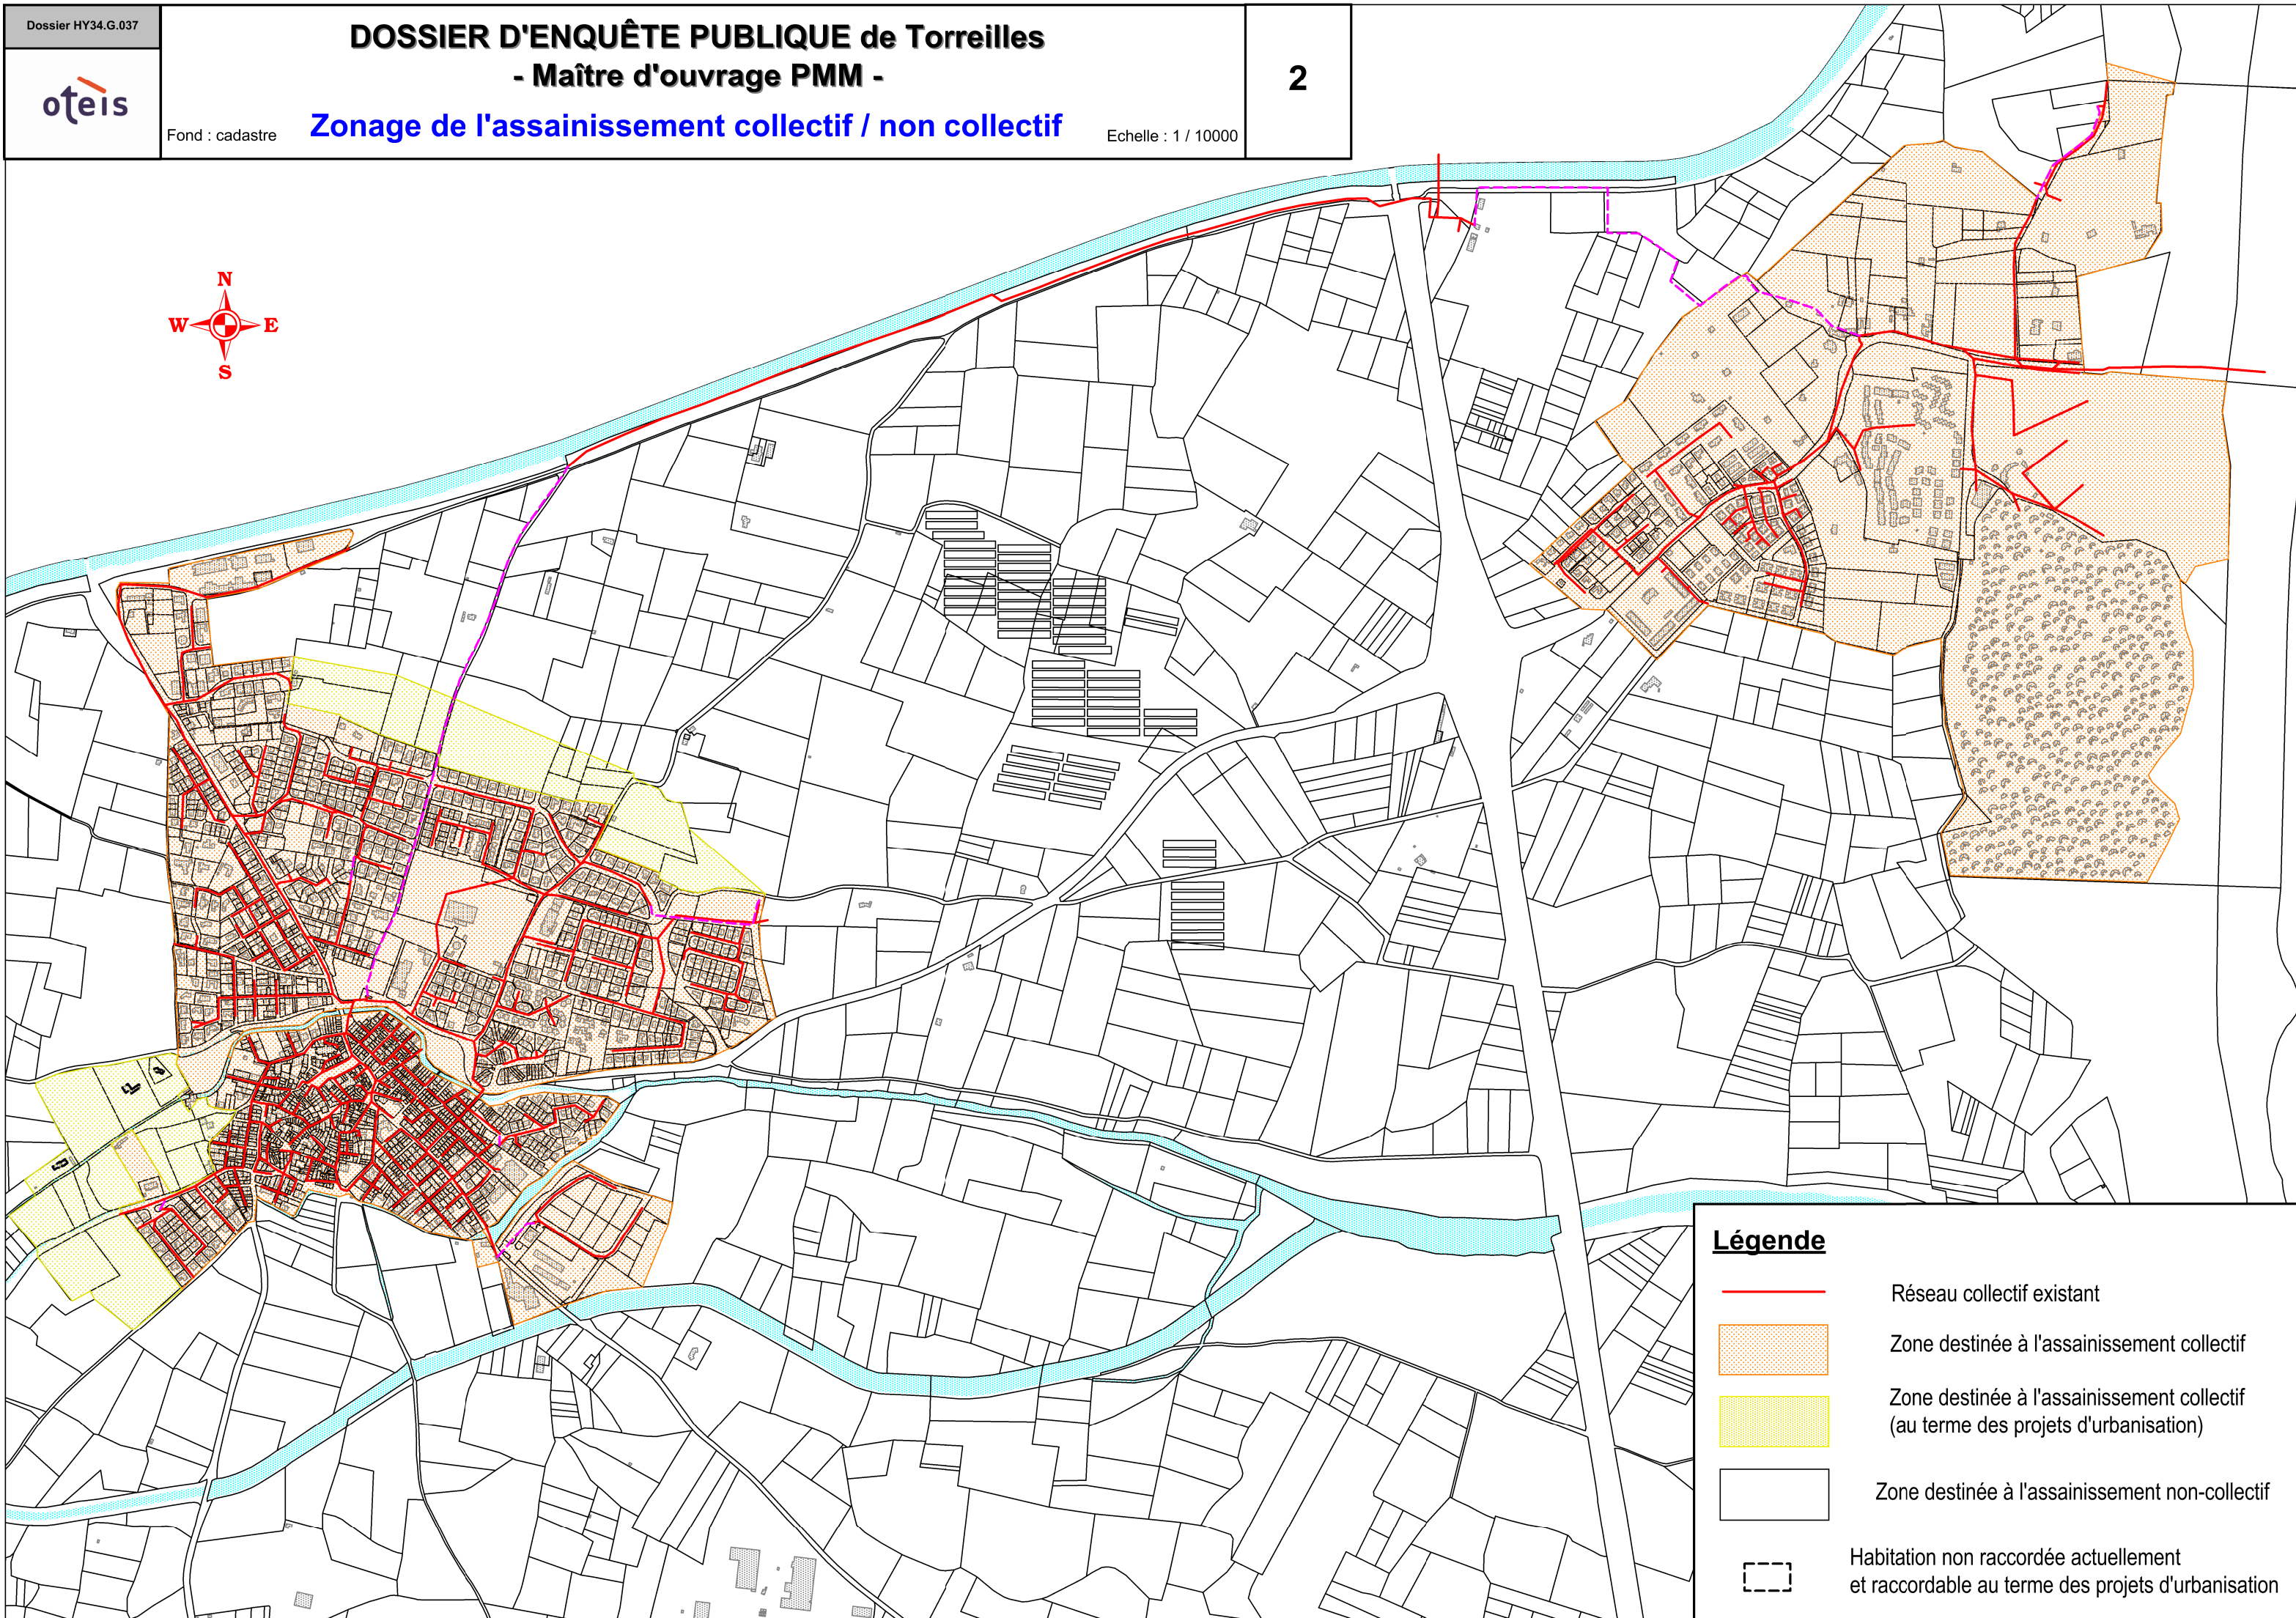 Dossier HY34.G.037
oteis
DOSSIER D'ENQUÊTE PUBLIQUE de Torreilles
- Maître d'ouvrage PMM -
Fond : cadastre
Zonage de l'assainissement collectif / non collectif
Echelle : 1 / 10000
2
N
W
E
S
Légende
Réseau collectif existant
Zone destinée à l'assainissement collectif
Zone destinée à l'assainissement collectif
(au terme des projets d'urbanisation)
Zone destinée à l'assainissement non-collectif
Habitation non raccordée actuellement
et raccordable au terme des projets d'urbanisation